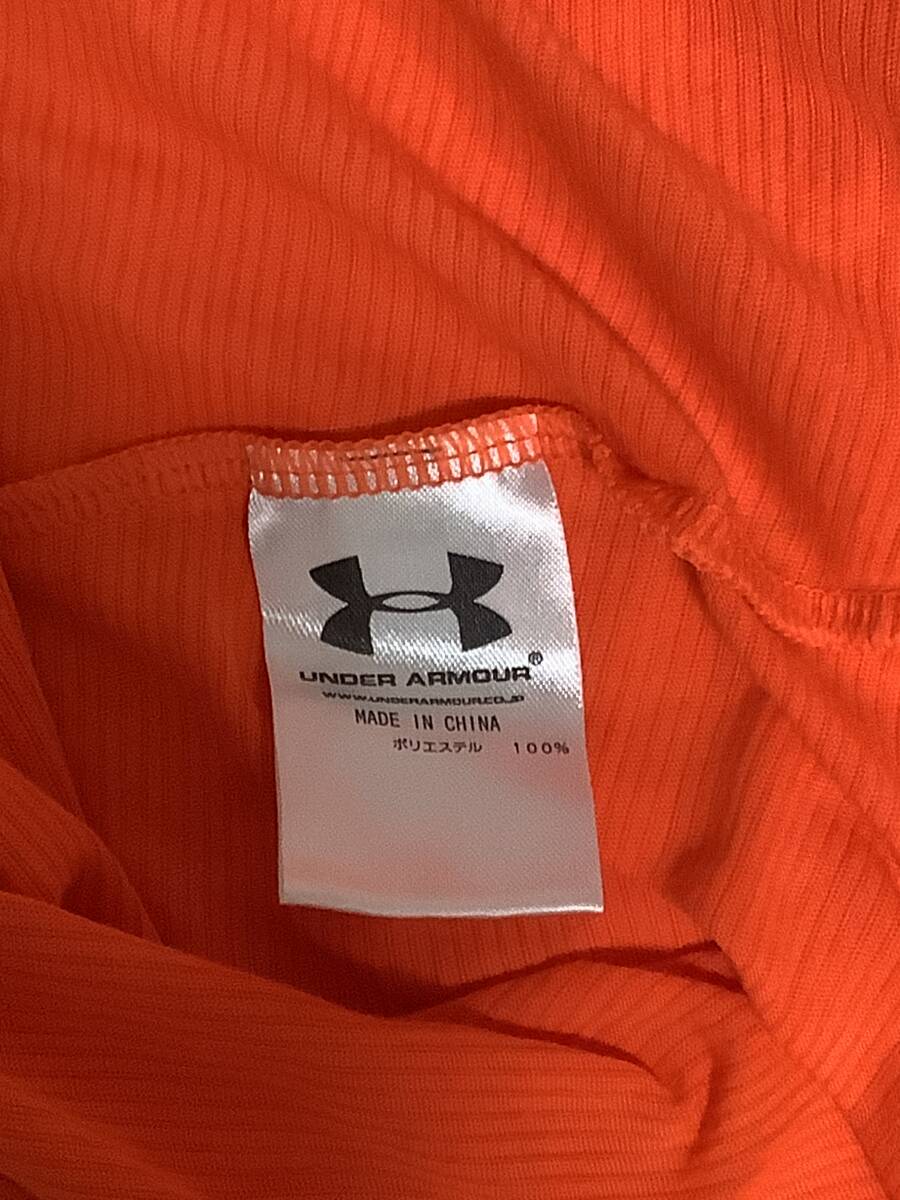 UNDER ARMOUR®
WWW.UNDERARMOUR.CO.JP
MADE IN CHINA
ポリエステル 100%